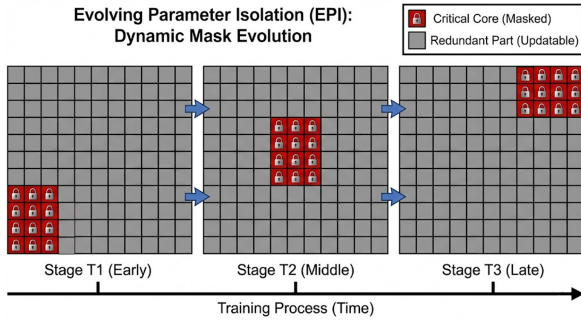 Evolving Parameter Isolation (EPI):
Dynamic Mask Evolution
Critical Core (Masked)
Redundant Part (Updatable)
Stage T1 (Early)
Stage T2 (Middle)
Stage T3 (Late)
Training Process (Time)